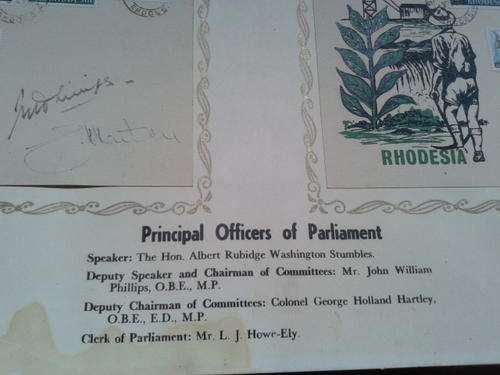 RHODESIA
Principal Officers of Parliament
Speaker: The Hon. Albert Rubidge Washington Stumbles.
Deputy Speaker and Chairman of Committees: Mr. John William
Phillips, O.B.E., M.P.
Deputy Chairman of Committees: Colonel George Holland Hartley,
O.B.E., E.D., M.P.
Clerk of Parliament: Mr. L. J. Howe-Ely.